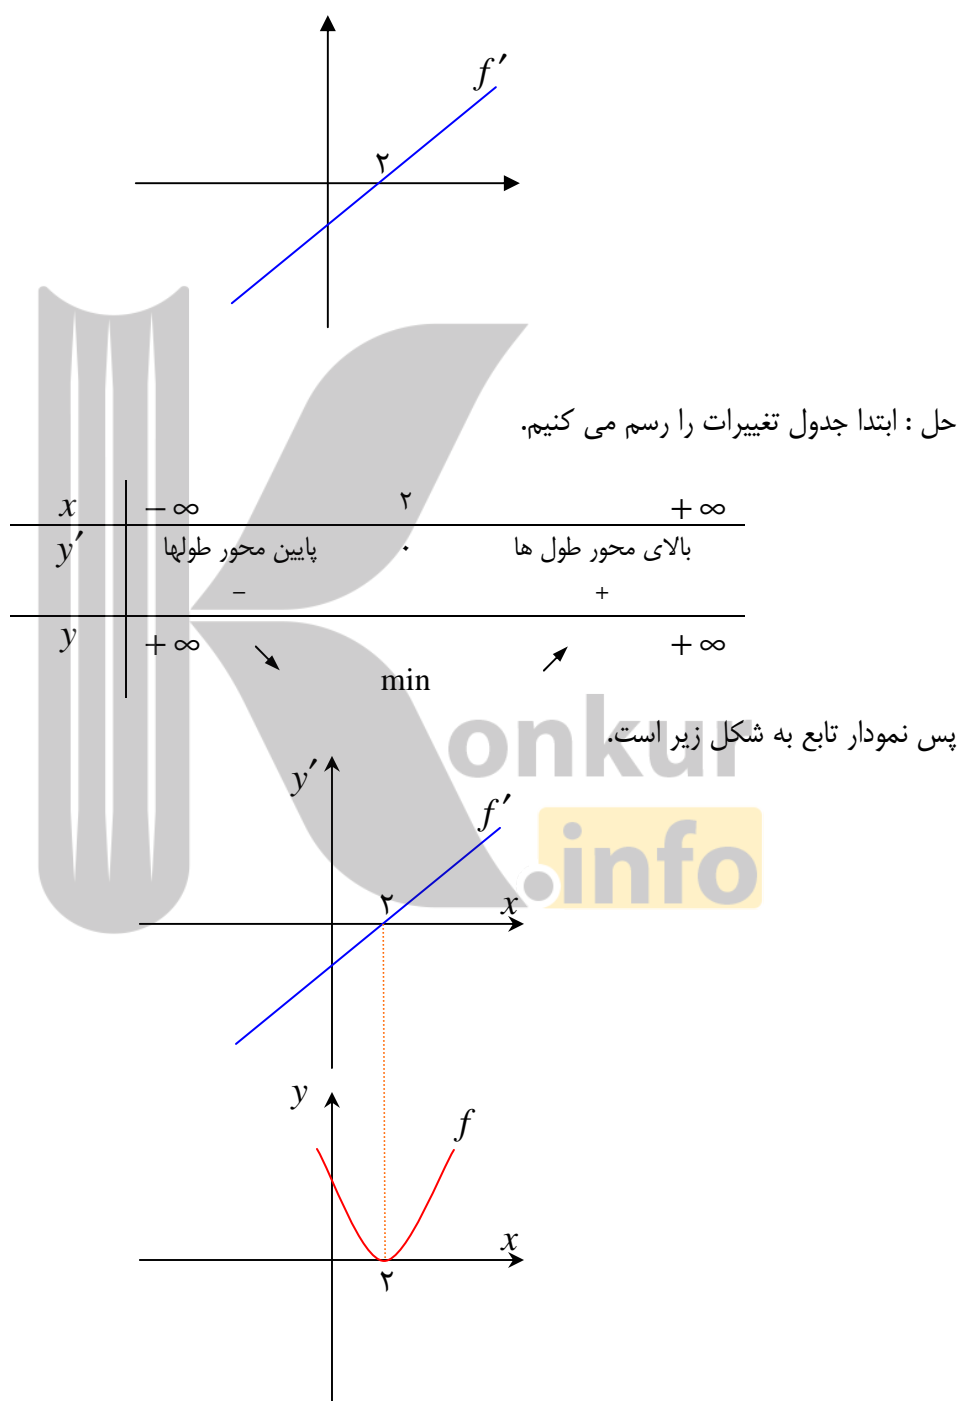 f′
۲
حل : ابتدا جدول تغییرات را رسم می کنیم.
x − ∞ ۲ + ∞
y′ پایین محور طولها ۰ بالای محور طول ها
− +
y + ∞ ↘ min ↗ + ∞
پس نمودار تابع به شکل زیر است.
onkur
.info
y′
f′
۲
x
y
f
x
۲